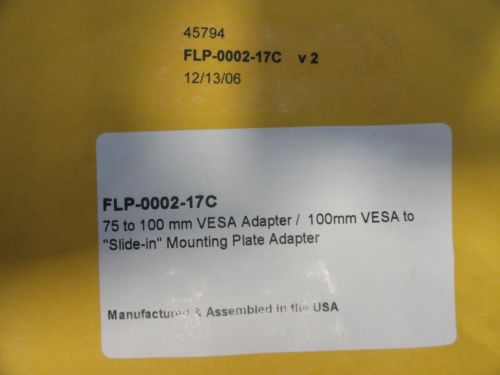 45794
FLP-0002-17C v 2
12/13/06
FLP-0002-17C
75 to 100 mm VESA Adapter / 100mm VESA to
"Slide-in" Mounting Plate Adapter
Manufactured & Assembled in the USA